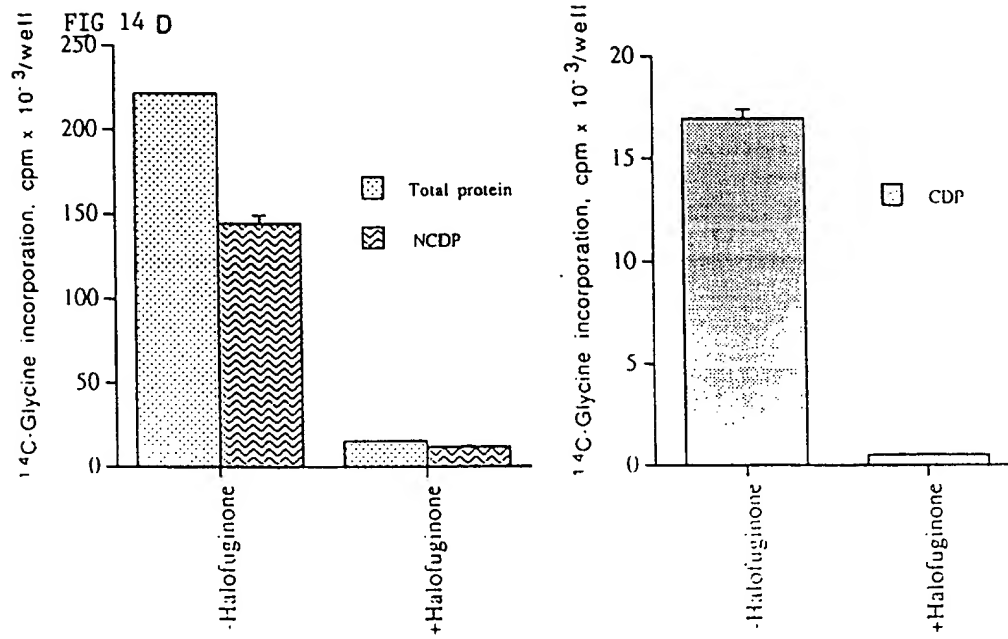 FIG 14 D
¹⁴C-Glycine incorporation, cpm x 10⁻³/well
250
200
150
100
50
0
Total protein
NCDP
-Halofuginone
+Halofuginone
¹⁴C-Glycine incorporation, cpm x 10⁻³/well
20
15
10
5
0
CDP
-Halofuginone
+Halofuginone